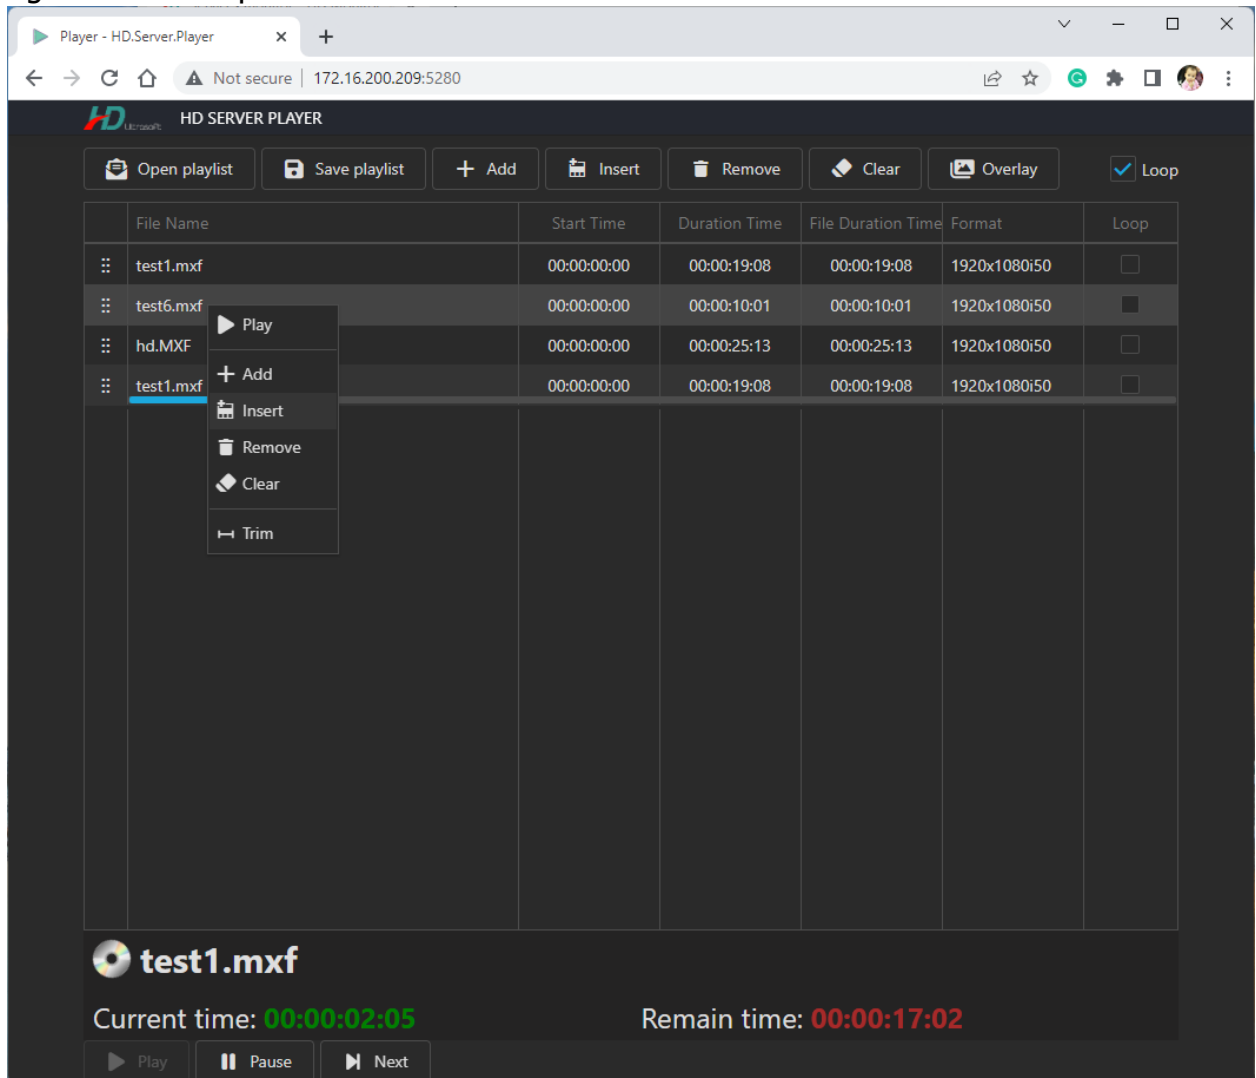 Player - HD.Server.Player
Not secure | 172.16.200.209:5280
HD SERVER PLAYER
Open playlist Save playlist Add Insert Remove Clear Overlay Loop
File Name Start Time Duration Time File Duration Time Format Loop
test1.mxf 00:00:00:00 00:00:19:08 00:00:19:08 1920x1080i50
test6.mxf 00:00:00:00 00:00:10:01 00:00:10:01 1920x1080i50
Play
hd.MXF 00:00:00:00 00:00:25:13 00:00:25:13 1920x1080i50
Add
test1.mxf 00:00:00:00 00:00:19:08 00:00:19:08 1920x1080i50
Insert
Remove
Clear
Trim
test1.mxf
Current time: 00:00:02:05 Remain time: 00:00:17:02
Play Pause Next